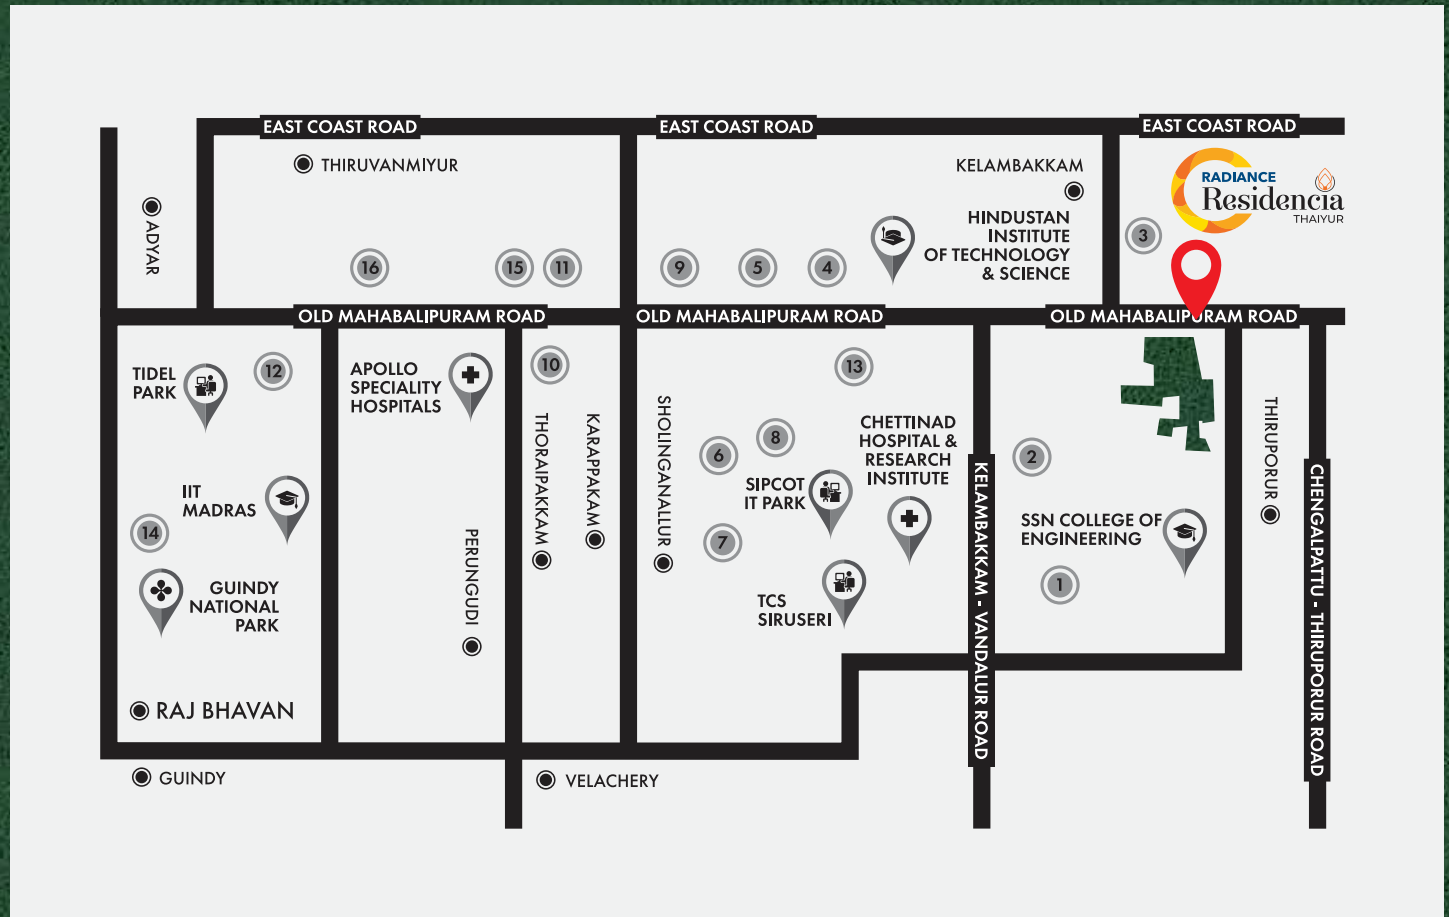 EAST COAST ROAD
EAST COAST ROAD
EAST COAST ROAD
THIRUVANMIYUR
KELAMBAKKAM
RADIANCE
Residencia
THAIYUR
ADYAR
HINDUSTAN
INSTITUTE
OF TECHNOLOGY
& SCIENCE
3
16
15
11
9
5
4
OLD MAHABALIPURAM ROAD
OLD MAHABALIPURAM ROAD
OLD MAHABALIPURAM ROAD
TIDEL
PARK
12
APOLLO
SPECIALITY
HOSPITALS
10
13
THORAIPAKKAM
KARAPPAKAM
SHOLINGANALLUR
6
8
CHETTINAD
HOSPITAL &
RESEARCH
INSTITUTE
2
THIRUPORUR
SIPCOT
IT PARK
IIT
MADRAS
14
7
SSN COLLEGE OF
ENGINEERING
PERUNGUDI
GUINDY
NATIONAL
PARK
TCS
SIRUSERI
1
KELAMBAKKAM - VANDALUR ROAD
CHENGALPATTU - THIRUPORUR ROAD
RAJ BHAVAN
GUINDY
VELACHERY